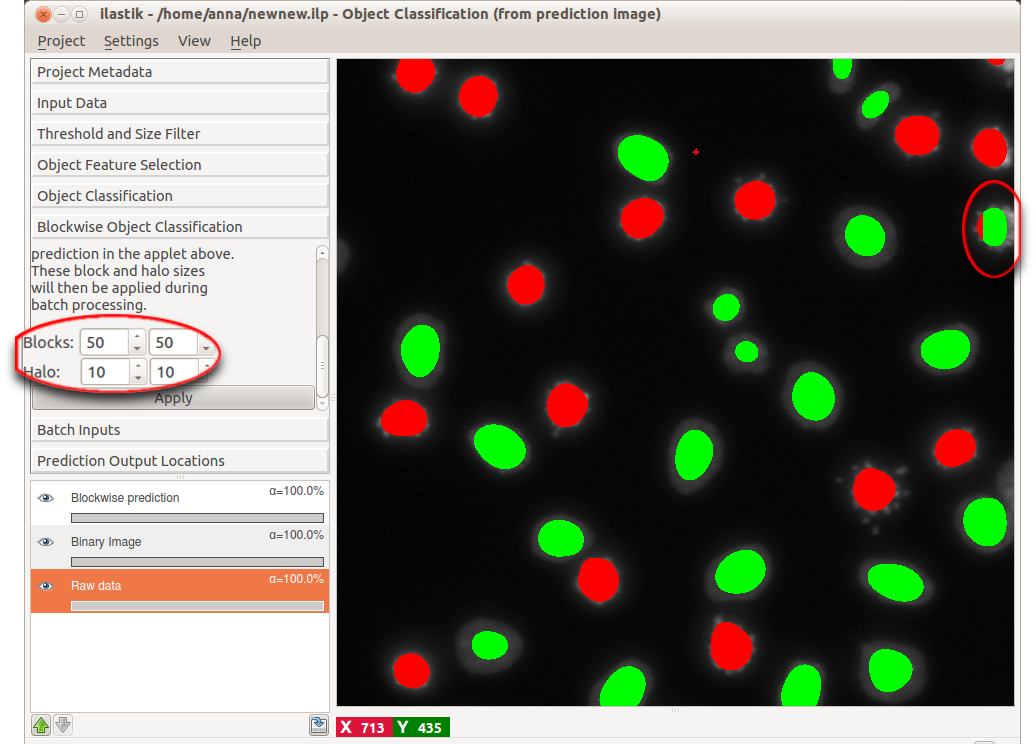 ilastik - /home/anna/newnew.ilp - Object Classification (from prediction image)
Project Settings View Help
Project Metadata
Input Data
Threshold and Size Filter
Object Feature Selection
Object Classification
Blockwise Object Classification
prediction in the applet above.
These block and halo sizes
will then be applied during
batch processing.
Blocks: 50 50
Halo: 10 10
Apply
Batch Inputs
Prediction Output Locations
Blockwise prediction α=100.0%
Binary Image α=100.0%
Raw data α=100.0%
X 713 Y 435